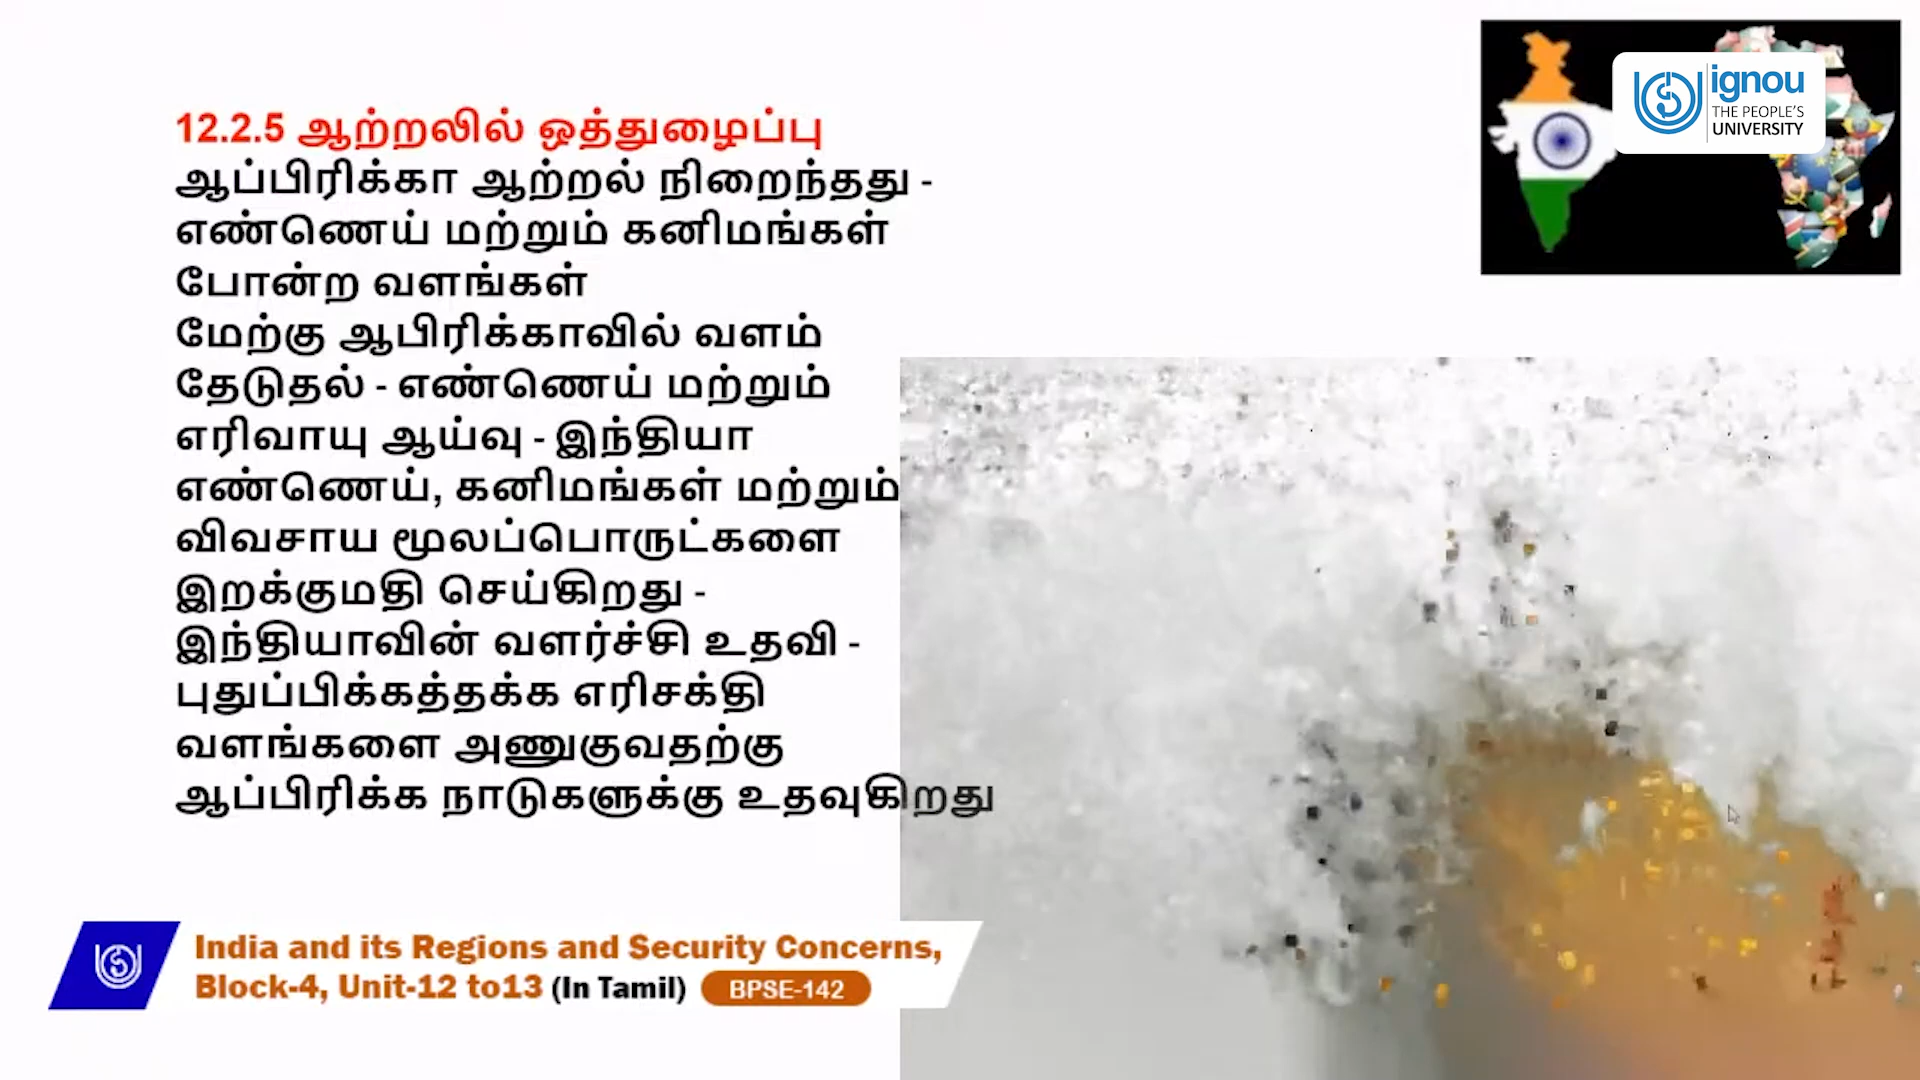 12.2.5 ஆற்றலில் ஒத்துழைப்பு
ஆப்பிரிக்கா ஆற்றல் நிறைந்தது -
எண்ணெய் மற்றும் கனிமங்கள்
போன்ற வளங்கள்
மேற்கு ஆபிரிக்காவில் வளம்
தேடுதல் - எண்ணெய் மற்றும்
எரிவாயு ஆய்வு - இந்தியா
எண்ணெய், கனிமங்கள் மற்றும்
விவசாய மூலப்பொருட்களை
இறக்குமதி செய்கிறது -
இந்தியாவின் வளர்ச்சி உதவி -
புதுப்பிக்கத்தக்க எரிசக்தி
வளங்களை அணுகுவதற்கு
ஆப்பிரிக்க நாடுகளுக்கு உதவுகிறது
ignou
THE PEOPLE'S
UNIVERSITY
India and its Regions and Security Concerns,
Block-4, Unit-12 to13 (In Tamil) BPSE-142